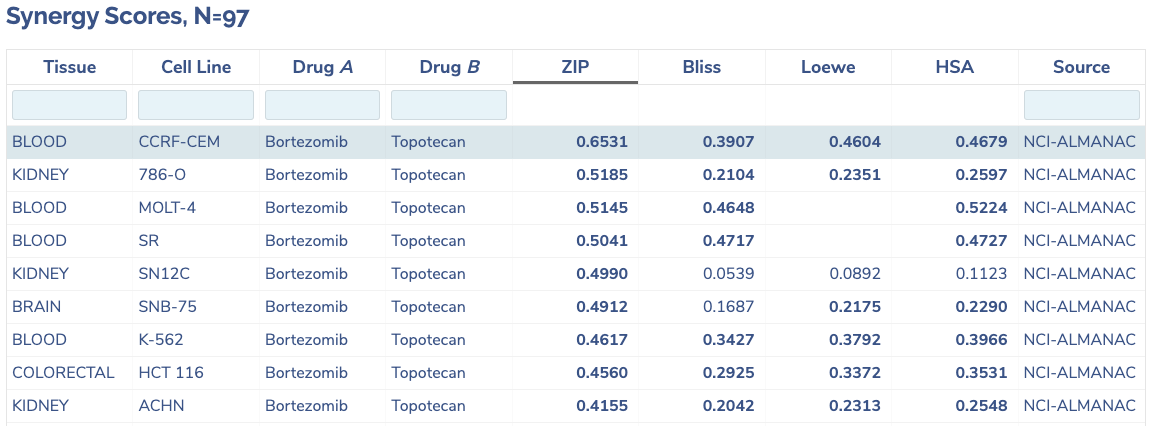 Synergy Scores, N=97
Tissue Cell Line Drug A Drug B ZIP Bliss Loewe HSA Source
BLOOD CCRF-CEM Bortezomib Topotecan 0.6531 0.3907 0.4604 0.4679 NCI-ALMANAC
KIDNEY 786-O Bortezomib Topotecan 0.5185 0.2104 0.2351 0.2597 NCI-ALMANAC
BLOOD MOLT-4 Bortezomib Topotecan 0.5145 0.4648 0.5224 NCI-ALMANAC
BLOOD SR Bortezomib Topotecan 0.5041 0.4717 0.4727 NCI-ALMANAC
KIDNEY SN12C Bortezomib Topotecan 0.4990 0.0539 0.0892 0.1123 NCI-ALMANAC
BRAIN SNB-75 Bortezomib Topotecan 0.4912 0.1687 0.2175 0.2290 NCI-ALMANAC
BLOOD K-562 Bortezomib Topotecan 0.4617 0.3427 0.3792 0.3966 NCI-ALMANAC
COLORECTAL HCT 116 Bortezomib Topotecan 0.4560 0.2925 0.3372 0.3531 NCI-ALMANAC
KIDNEY ACHN Bortezomib Topotecan 0.4155 0.2042 0.2313 0.2548 NCI-ALMANAC